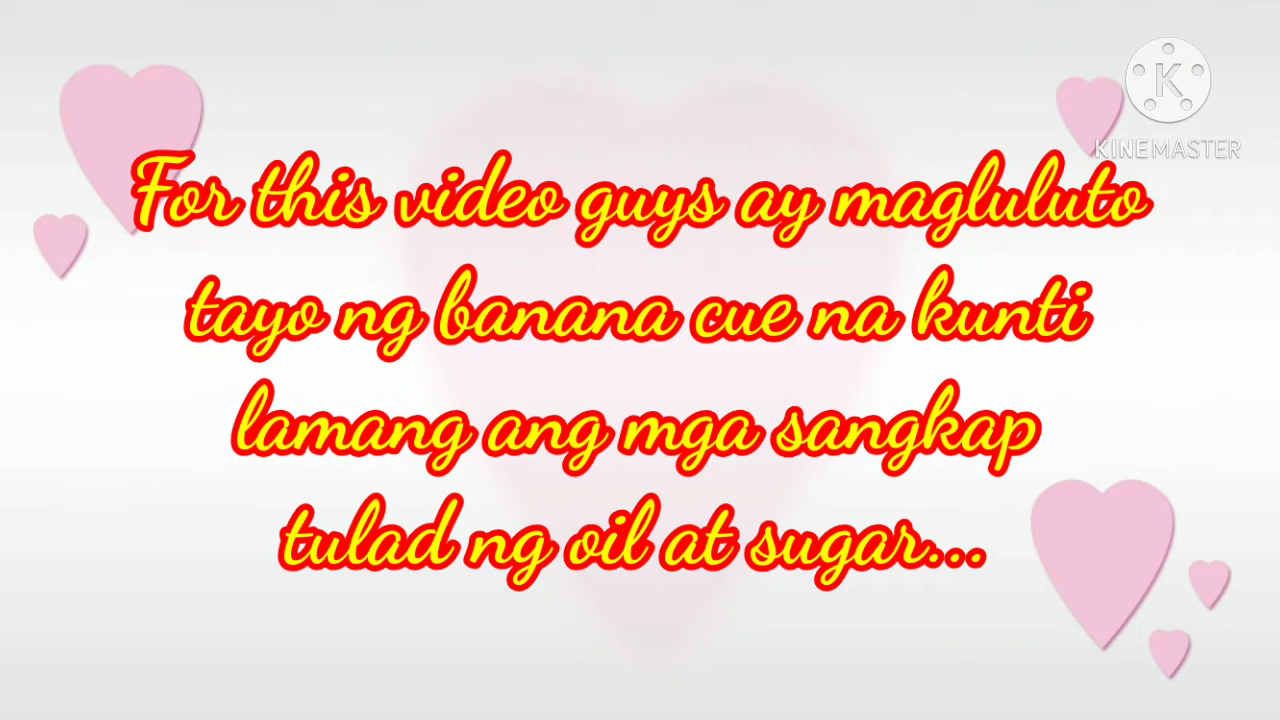 K
KINEMASTER
For this video guys ay magluluto
tayo ng banana cue na kunti
lamang ang mga sangkap
tulad ng oil at sugar...